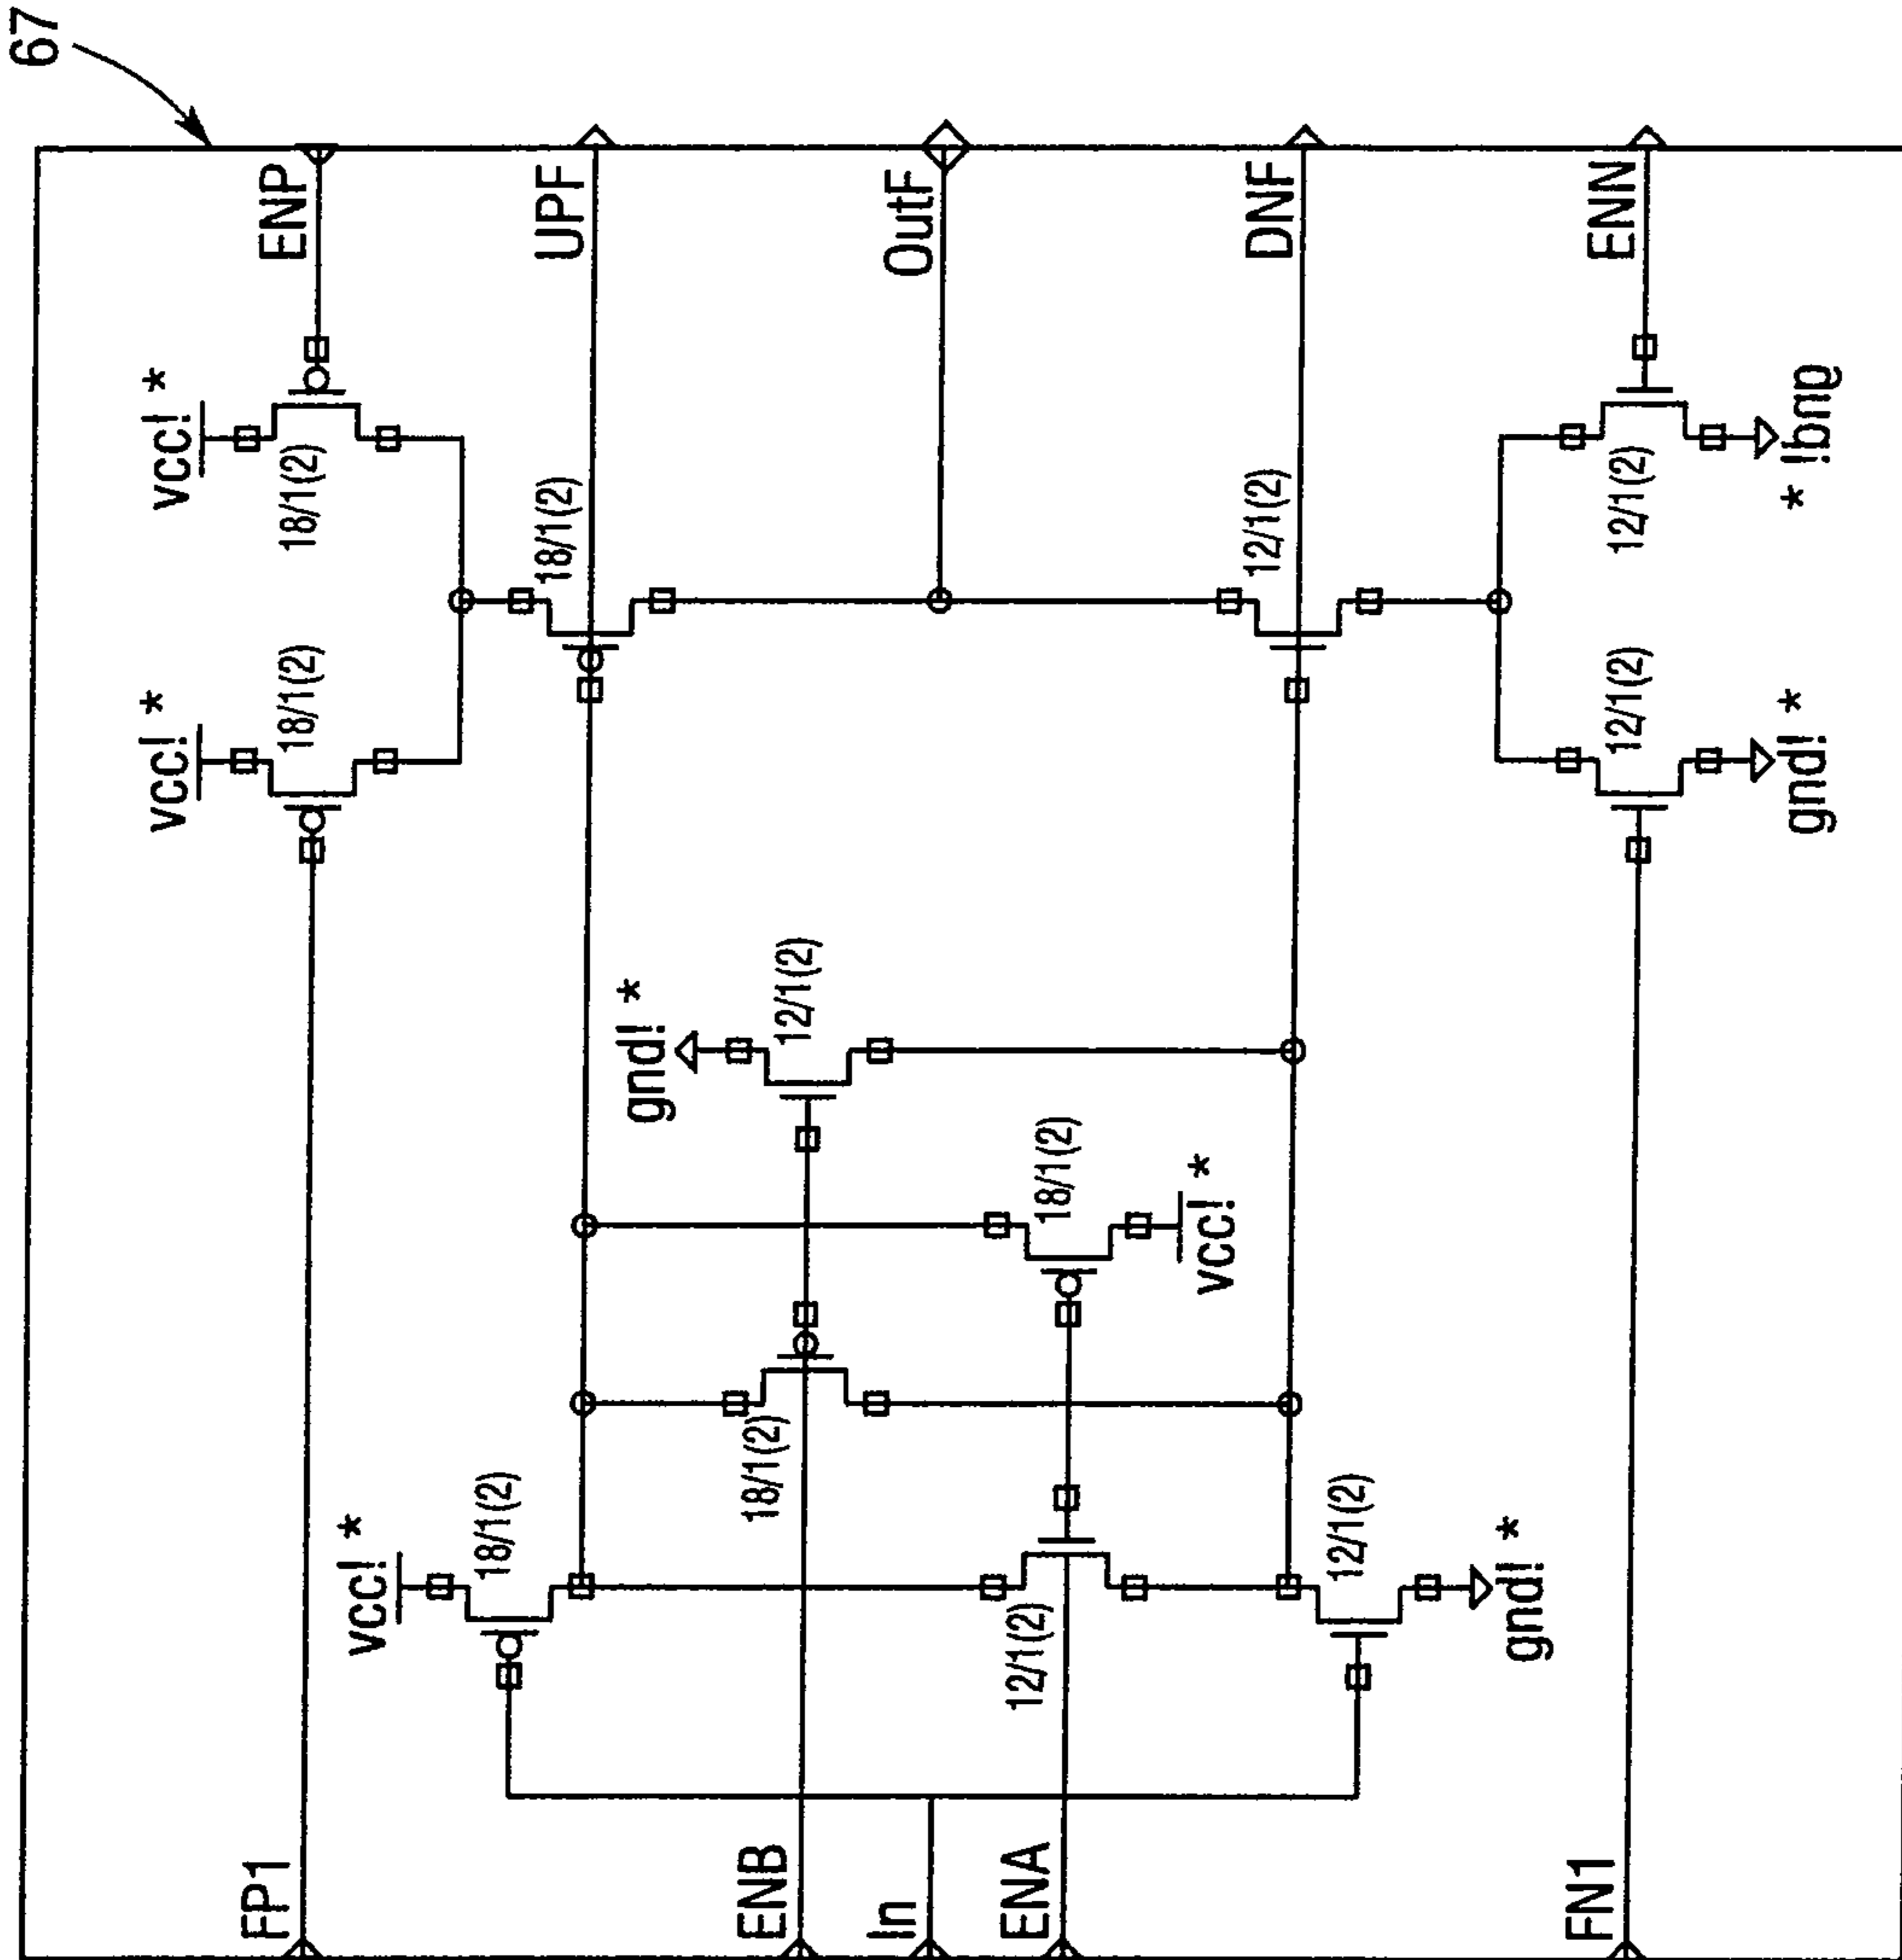 67
vcc! *
vcc! *
FP1
18/1(2)
18/1(2)
ENP
vcc! *
18/1(2)
18/1(2)
UPF
gnd! *
ENB
18/1(2)
12/1(2)
In
OutF
ENA
12/1(2)
18/1(2)
vcc! *
12/1(2)
DNF
12/1(2)
gnd! *
FN1
12/1(2)
12/1(2)
ENN
gnd! *
gnd! *